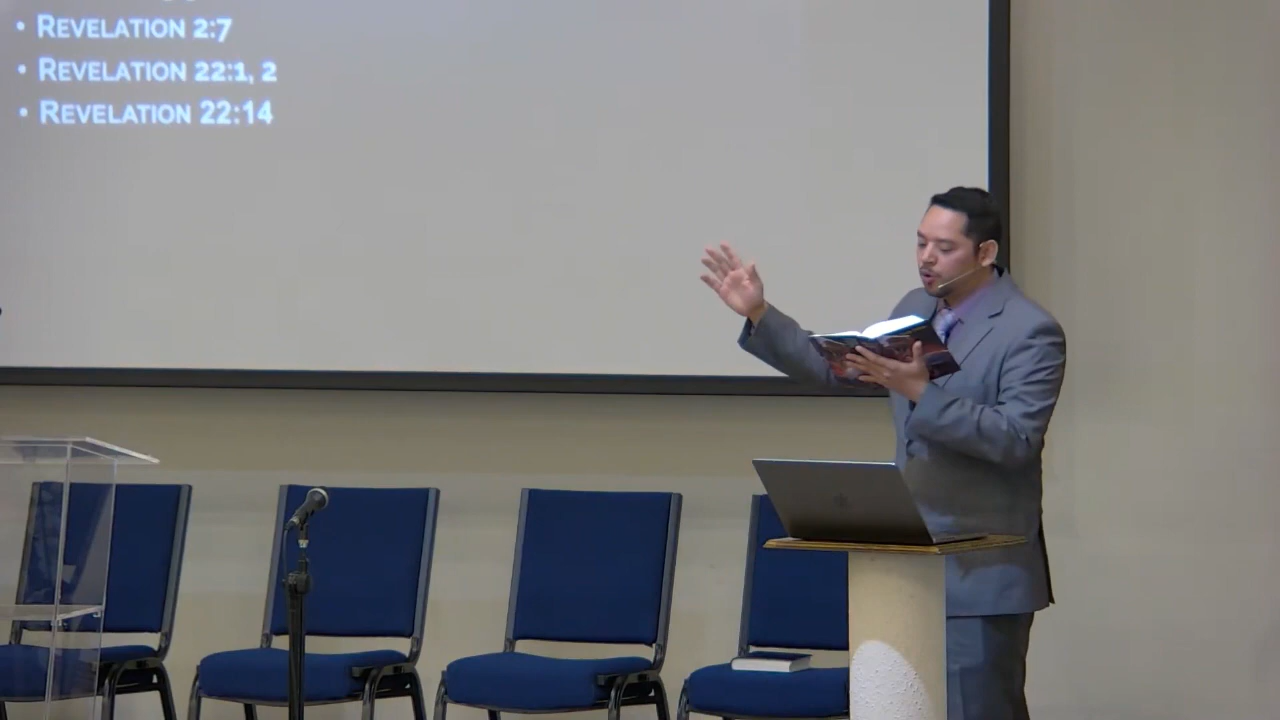 • REVELATION 2:7
• REVELATION 22:1, 2
• REVELATION 22:14